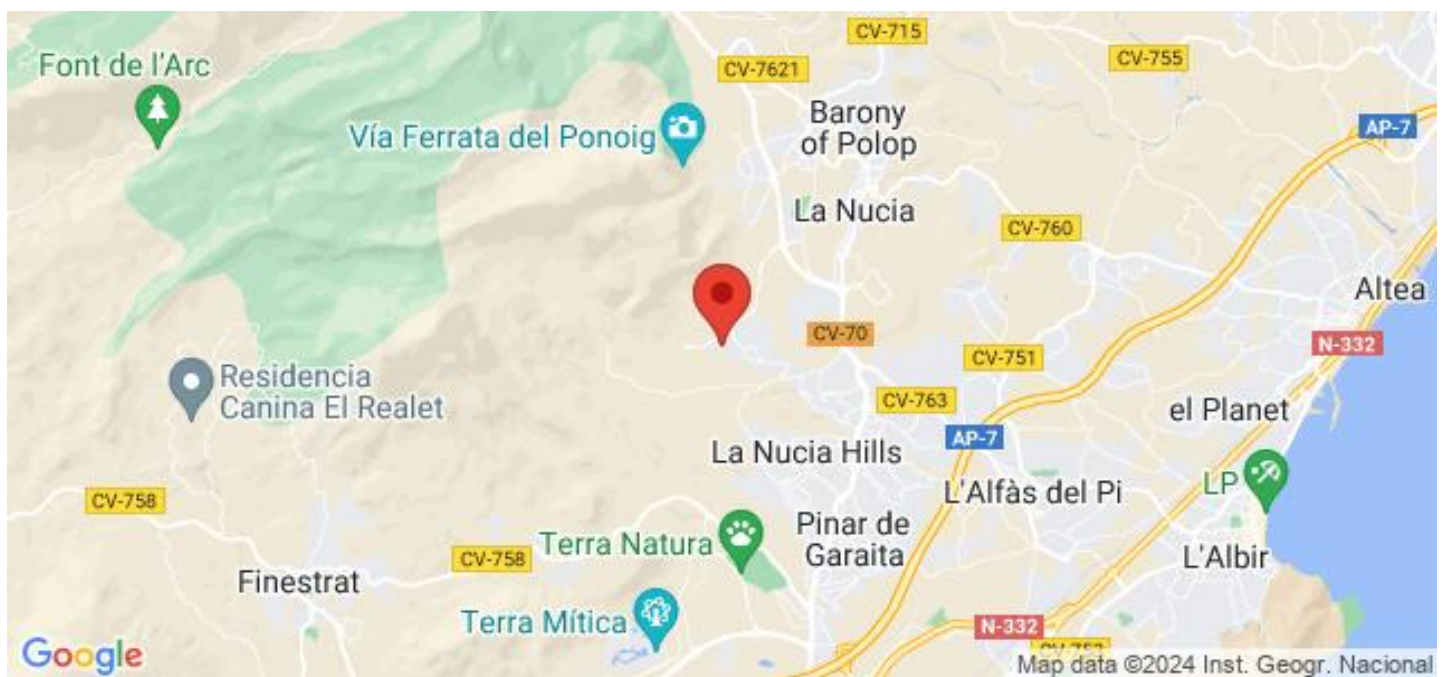 CV-715
Font de l'Arc
CV-7621
CV-755
Barony
of Polop
Vía Ferrata del Ponoig
AP-7
La Nucia
CV-760
Altea
CV-70
N-332
CV-751
Residencia
Canina El Realet
CV-763
el Planet
AP-7
La Nucia Hills
CV-758
L'Alfàs del Pi
LP
Terra Natura
Pinar de
Garaita
CV-758
L'Albir
Finestrat
Terra Mítica
N-332
Google
Map data ©2024 Inst. Geogr. Nacional